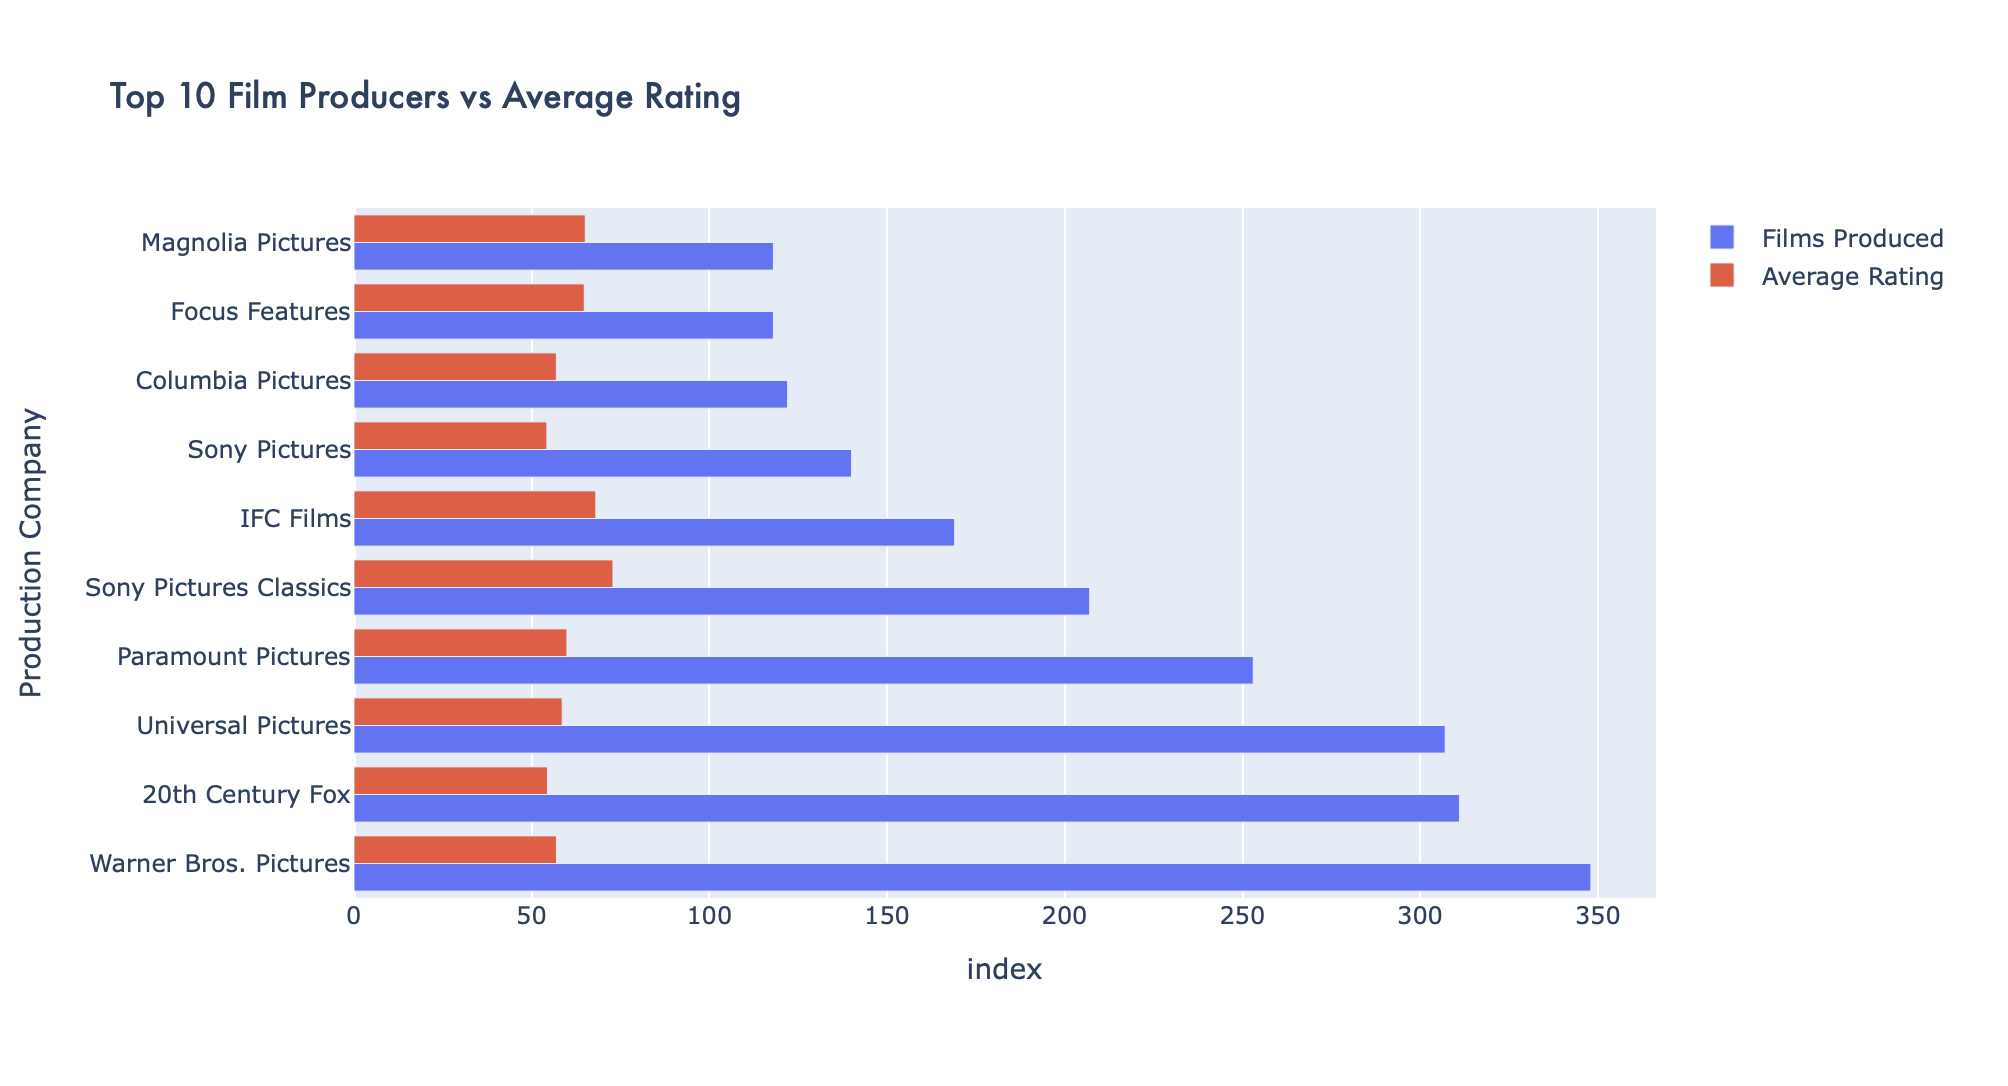 Top 10 Film Producers vs Average Rating
Films Produced
Average Rating
Production Company
Magnolia Pictures
Focus Features
Columbia Pictures
Sony Pictures
IFC Films
Sony Pictures Classics
Paramount Pictures
Universal Pictures
20th Century Fox
Warner Bros. Pictures
0 50 100 150 200 250 300 350
index